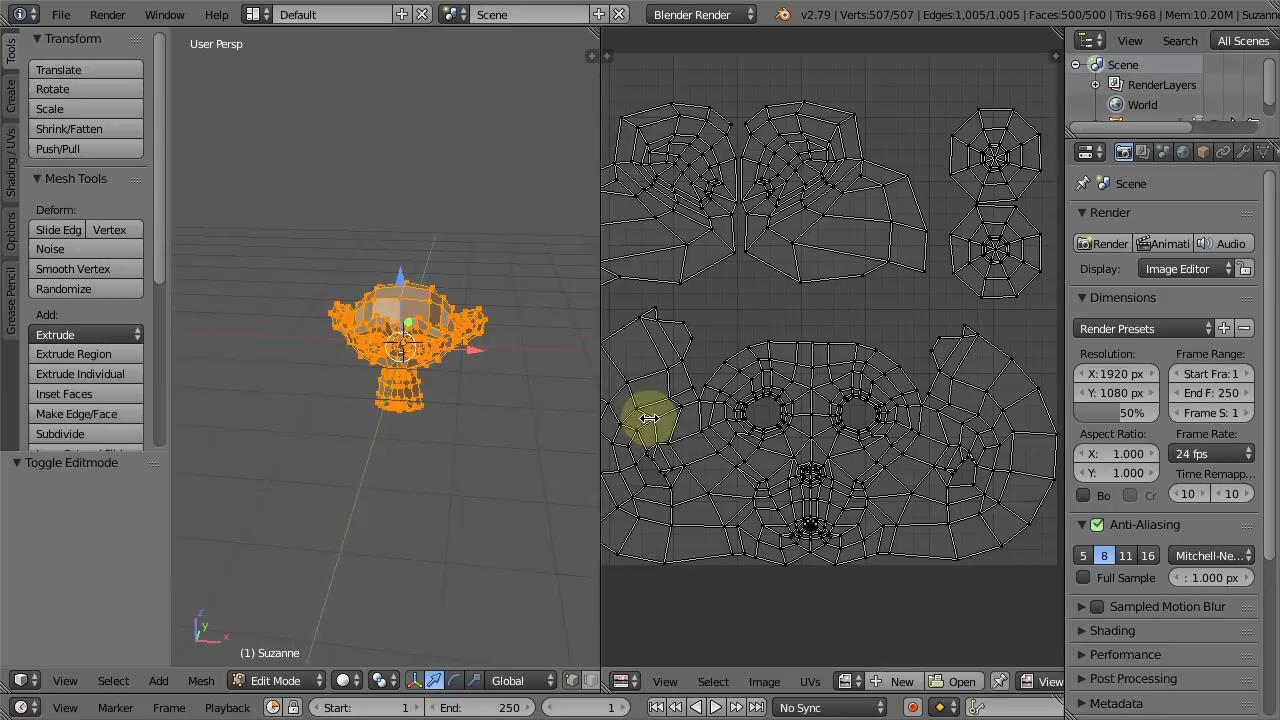 File Render Window Help Default Scene Blender Render v2.79 | Verts:507/507 | Edges:1,005/1,005 | Faces:500/500 | Tris:968 | Mem:10.20M | Suzanne
Tools
Create
Shading / UVs
Options
Grease Pencil
Transform
Translate
Rotate
Scale
Shrink/Fatten
Push/Pull
Mesh Tools
Deform:
Slide Edg Vertex
Noise
Smooth Vertex
Randomize
Add:
Extrude
Extrude Region
Extrude Individual
Inset Faces
Make Edge/Face
Subdivide
Toggle Editmode
User Persp
z
y
x
(1) Suzanne
View Select Add Mesh Edit Mode Global
View Select Image UVs New Open View
View Marker Frame Playback Start: 1 End: 250 1 No Sync
View Search All Scenes
Scene
RenderLayers
World
Scene
Render
Render Animati Audio
Display: Image Editor
Dimensions
Render Presets
Resolution: Frame Range:
X:1920 px Start Fra: 1
Y: 1080 px End F: 250
50% Frame S: 1
Aspect Ratio: Frame Rate:
X: 1.000 24 fps
Y: 1.000 Time Remapp...
Bo Cr 10 10
Anti-Aliasing
5 8 11 16 Mitchell-Ne...
Full Sample : 1.000 px
Sampled Motion Blur
Shading
Performance
Post Processing
Metadata